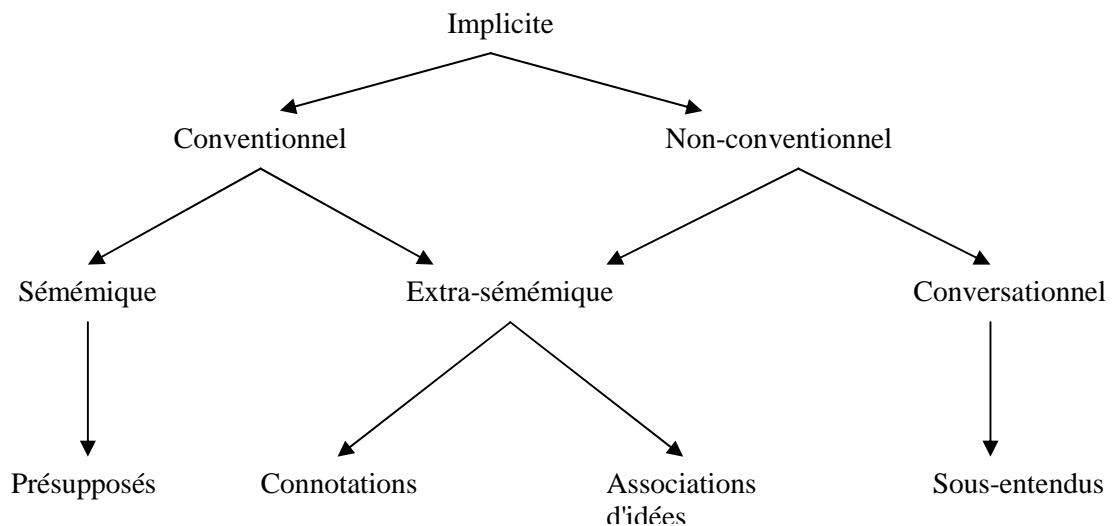 Implicite
Conventionnel
Non-conventionnel
Sémémique
Extra-sémémique
Conversationnel
Présupposés
Connotations
Associations
d'idées
Sous-entendus